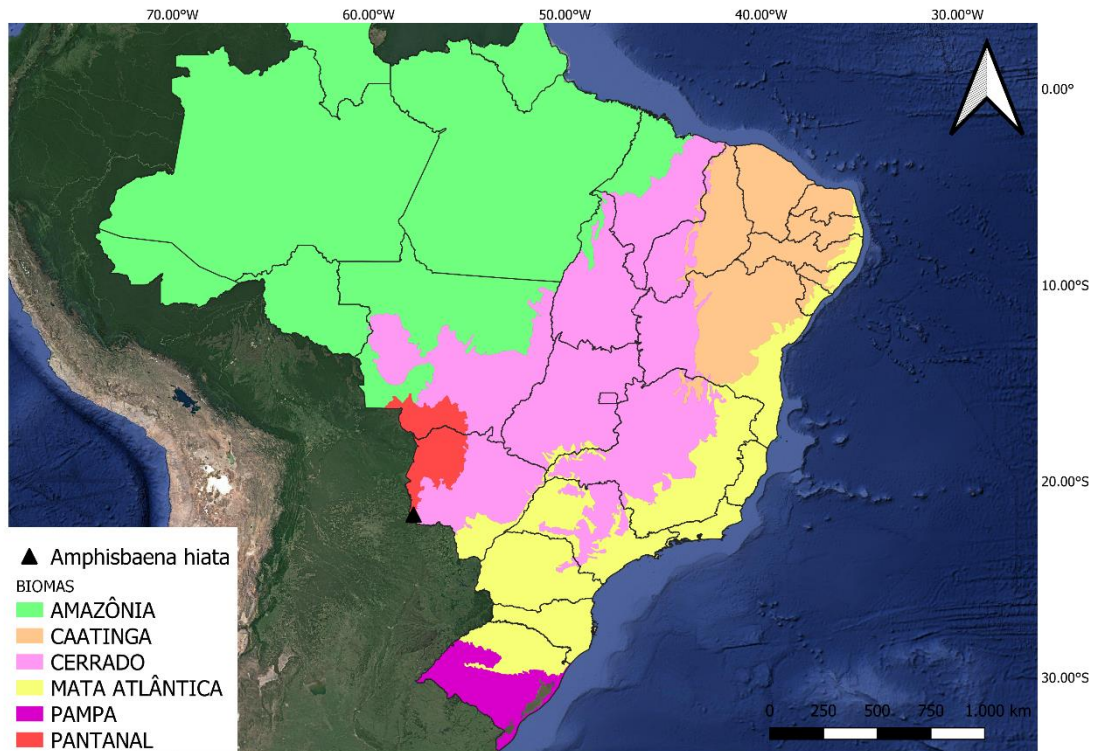 70.00°W 60.00°W 50.00°W 40.00°W 30.00°W
0.00°
10.00°S
20.00°S
30.00°S
Amphisbaena hiata
BIOMAS
AMAZÔNIA
CAATINGA
CERRADO
MATA ATLÂNTICA
PAMPA
PANTANAL
0 250 500 750 1.000 km